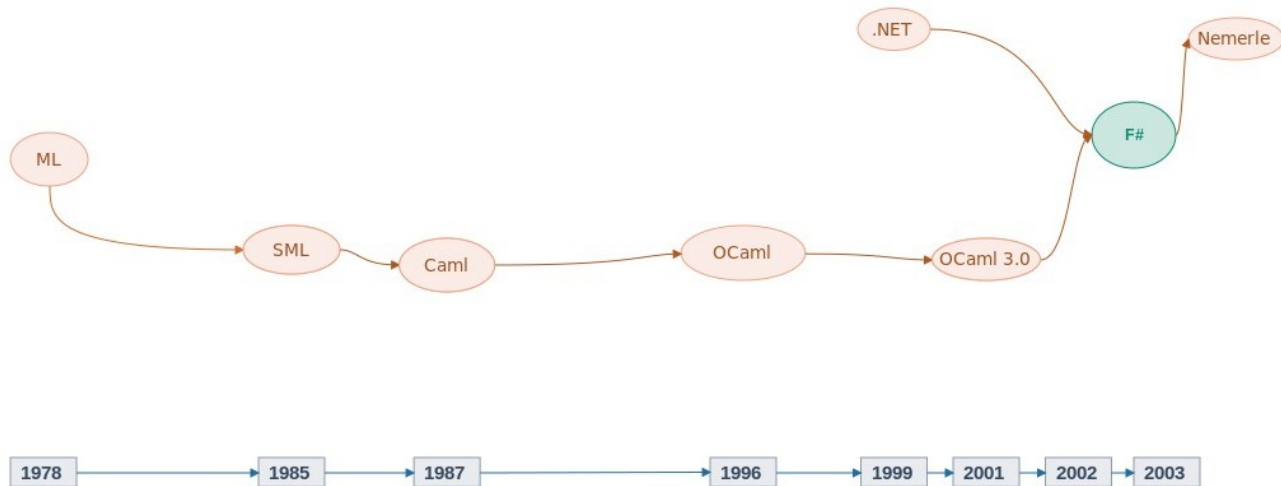 .NET
Nemerle
F#
ML
SML
Caml
OCaml
OCaml 3.0
1978
1985
1987
1996
1999
2001
2002
2003